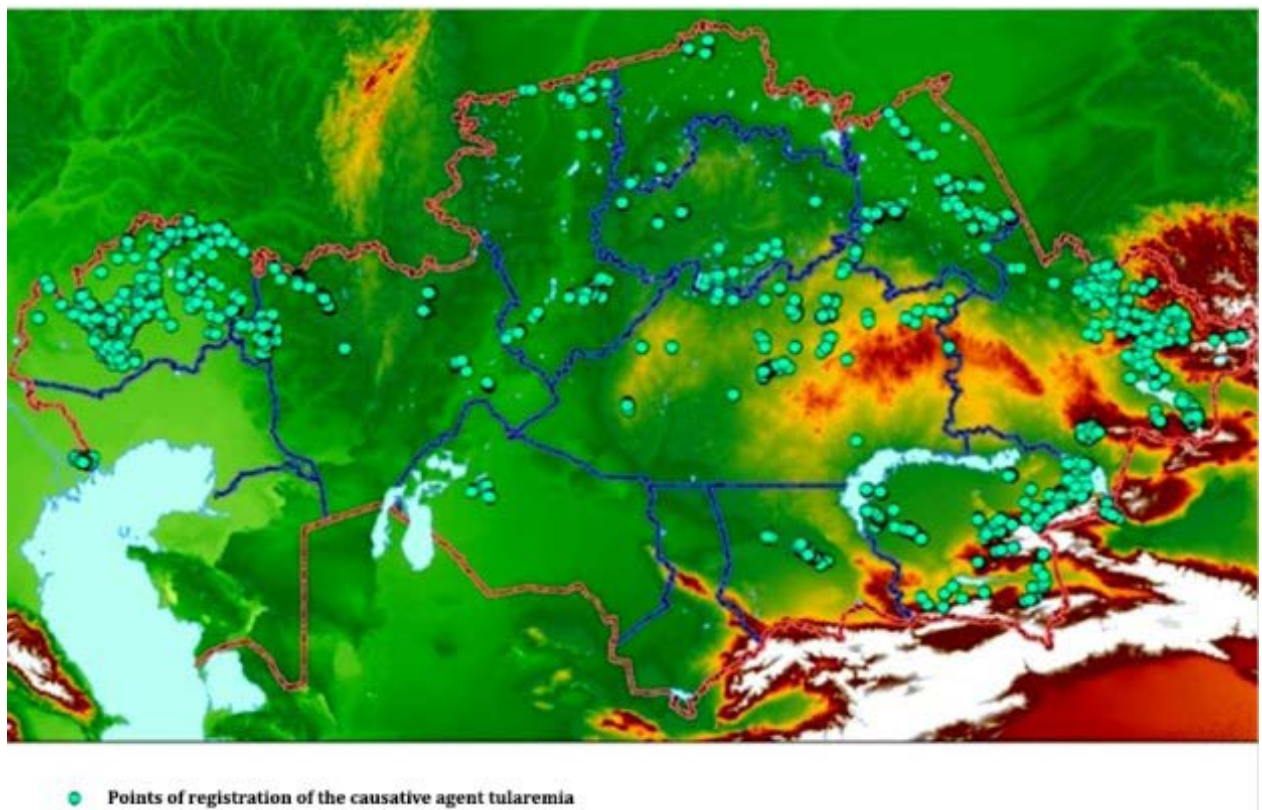 Points of registration of the causative agent tularemia